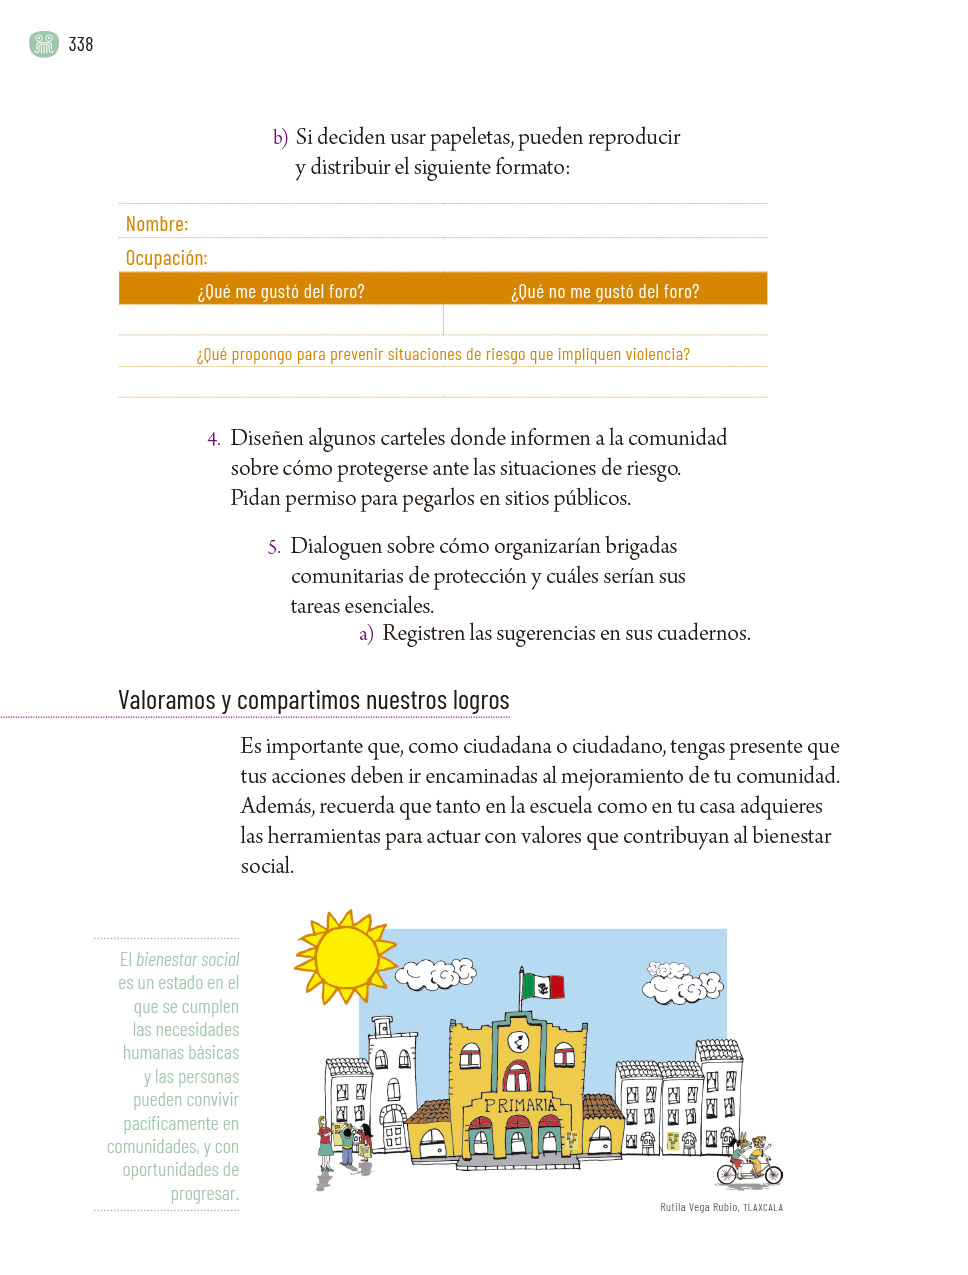 338
b) Si deciden usar papeletas, pueden reproducir
y distribuir el siguiente formato:
Nombre:
Ocupación:
¿Qué me gustó del foro? ¿Qué no me gustó del foro?
¿Qué propongo para prevenir situaciones de riesgo que impliquen violencia?
4. Diseñen algunos carteles donde informen a la comunidad
sobre cómo protegerse ante las situaciones de riesgo.
Pidan permiso para pegarlos en sitios públicos.
5. Dialoguen sobre cómo organizarían brigadas
comunitarias de protección y cuáles serían sus
tareas esenciales.
a) Registren las sugerencias en sus cuadernos.
Valoramos y compartimos nuestros logros
Es importante que, como ciudadana o ciudadano, tengas presente que
tus acciones deben ir encaminadas al mejoramiento de tu comunidad.
Además, recuerda que tanto en la escuela como en tu casa adquieres
las herramientas para actuar con valores que contribuyan al bienestar
social.
El bienestar social
es un estado en el
que se cumplen
las necesidades
humanas básicas
y las personas
pueden convivir
pacíficamente en
comunidades, y con
oportunidades de
progresar.
PRIMARIA
Rutila Vega Rubio, TLAXCALA